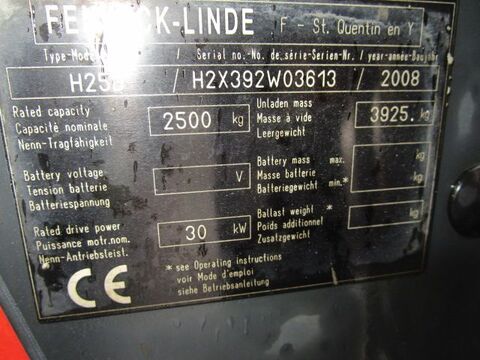 FENWICK-LINDE F - St. Quentin en Y
Type-Modè / Serial no.-No. de série-Serien-Nr. / year-année-Baujahr
H25 / H2X392W03613 / 2008
Rated capacity
Capacité nominale
Nenn-Tragfähigkeit
2500 kg
Unladen mass
Masse à vide
Leergewicht
3925. kg
Battery voltage
Tension batterie
Batteriespannung
V
Battery mass max.
Masse batterie
Batteriegewicht min.*
kg
kg
Rated drive power
Puissance motr.nom.
Nenn-Antriebsleist.
30 kW
Ballast weight *
Poids additionnel
Zusatzgewicht
kg
* see Operating instructions
voir Mode d'emploi
siehe Betriebsanleitung
CE